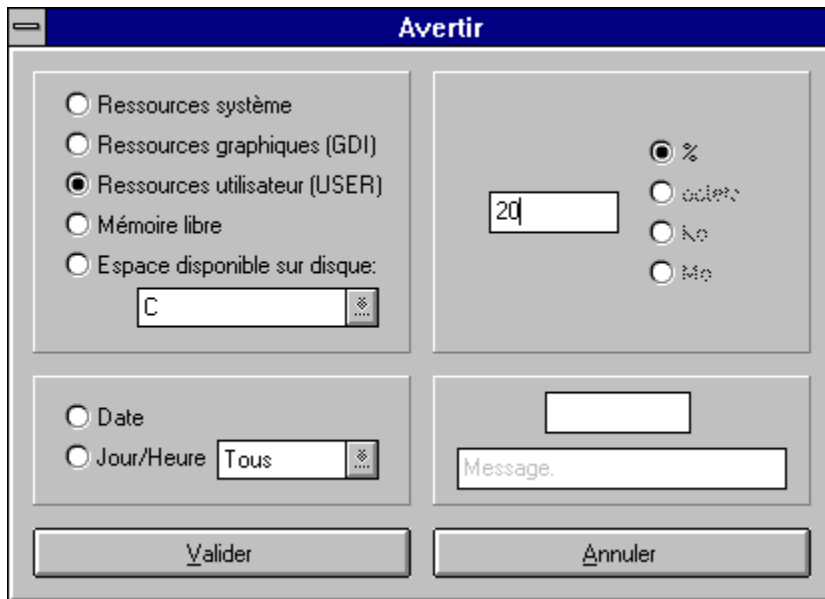 Avertir
Ressources système
Ressources graphiques (GDI)
Ressources utilisateur (USER)
Mémoire libre
Espace disponible sur disque:
C
%
octets
Ko
Mo
20
Date
Jour/Heure Tous
Message.
Valider
Annuler